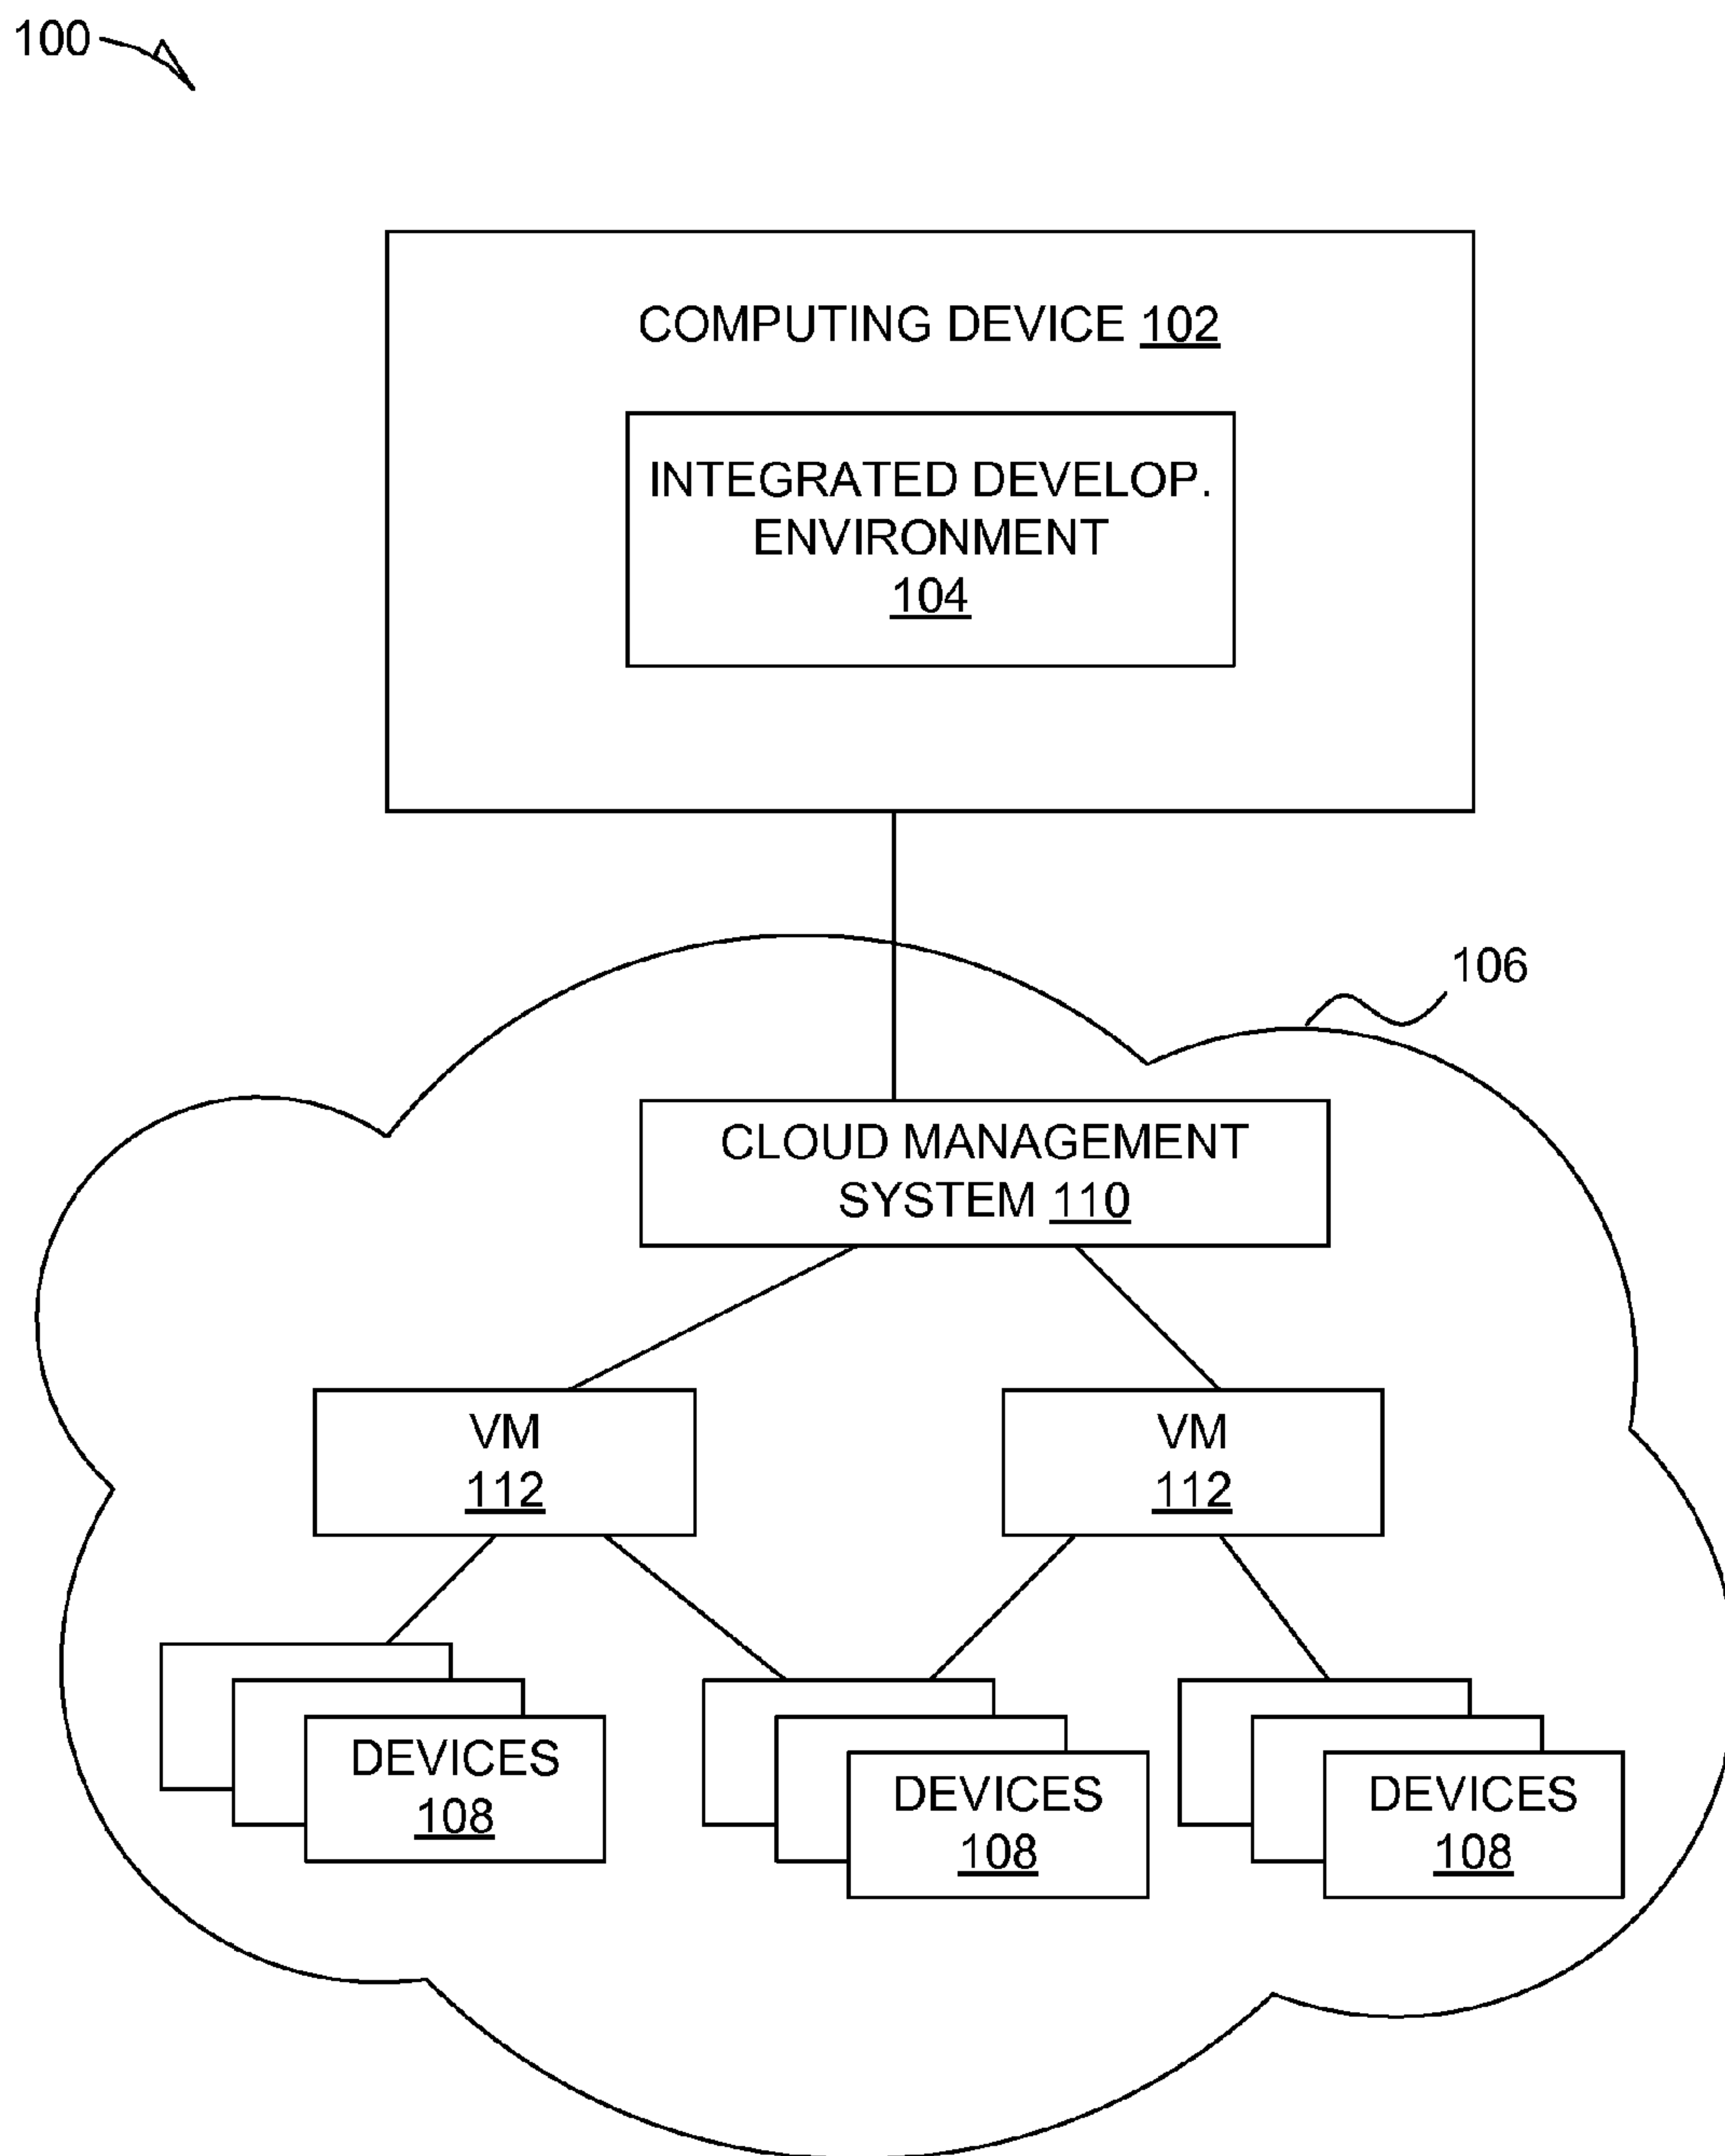 100
COMPUTING DEVICE 102
INTEGRATED DEVELOP.
ENVIRONMENT
104
106
CLOUD MANAGEMENT
SYSTEM 110
VM
112
VM
112
DEVICES
108
DEVICES
108
DEVICES
108